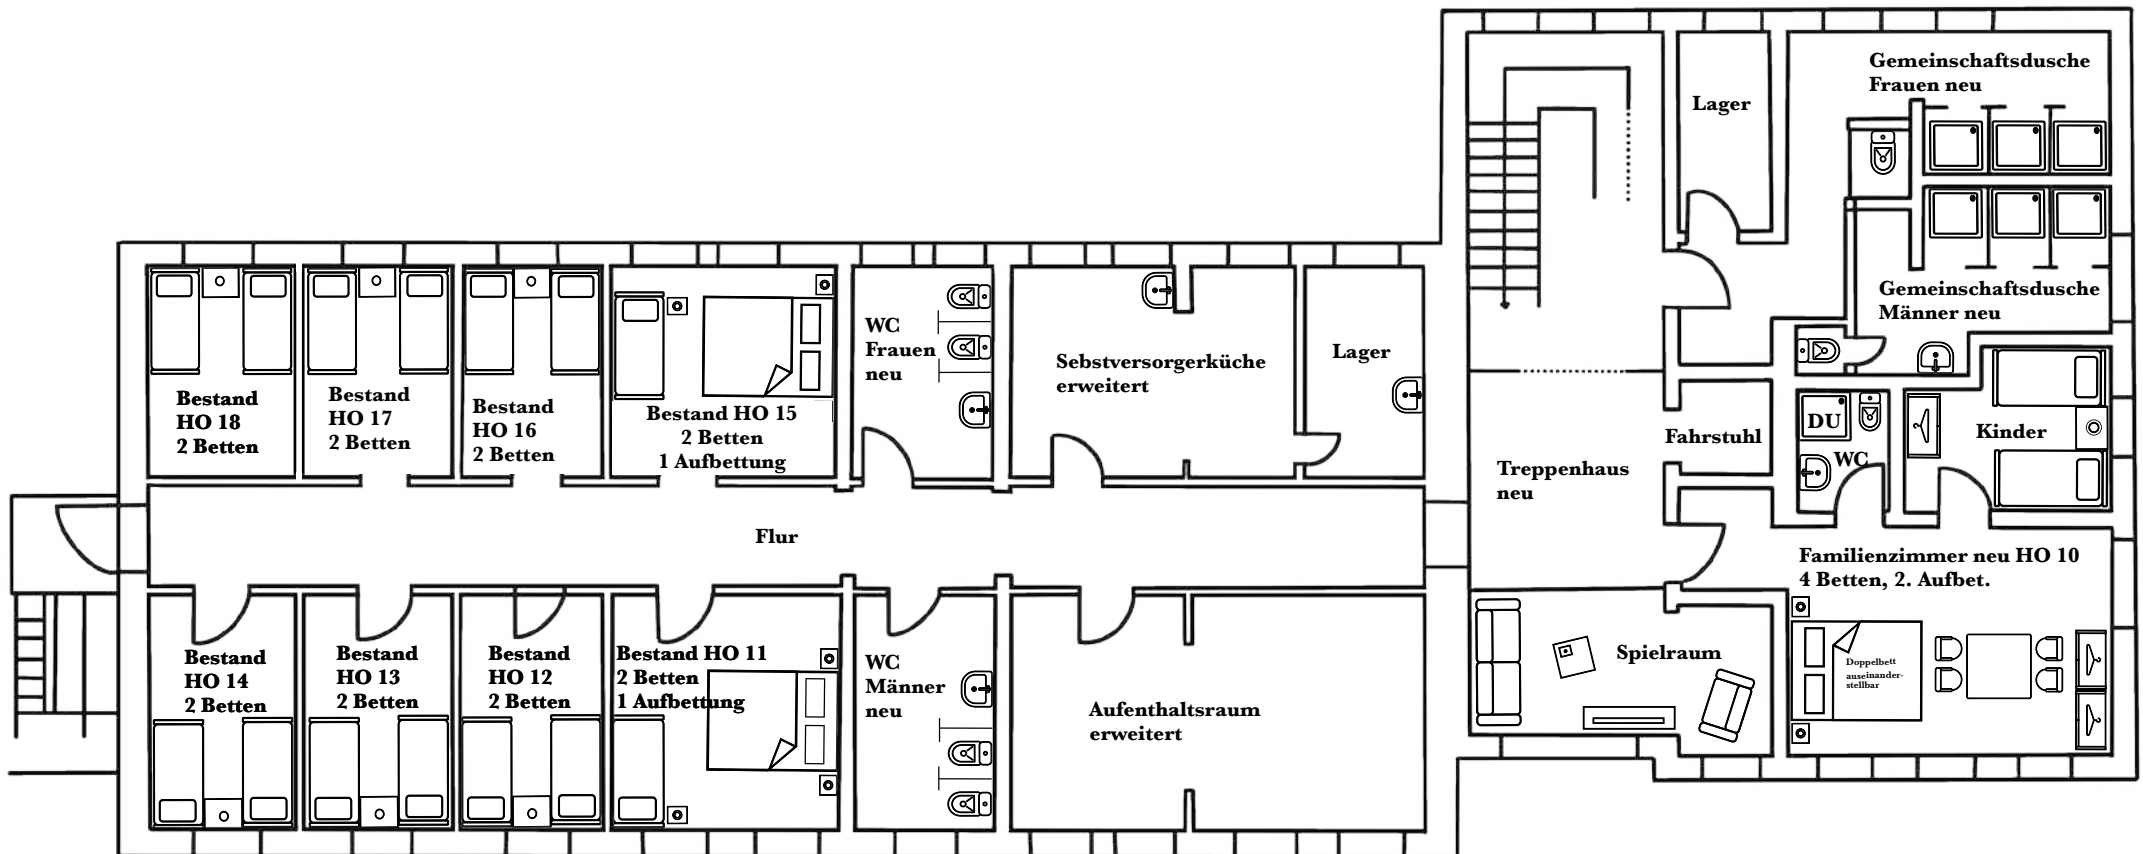 Gemeinschaftsdusche
Frauen neu
Lager
Gemeinschaftsdusche
Männer neu
WC
Frauen
neu
Sebstversorgerküche
erweitert
Lager
Bestand
HO 18
2 Betten
Bestand
HO 17
2 Betten
Bestand
HO 16
2 Betten
Bestand HO 15
2 Betten
1 Aufbettung
Fahrstuhl
DU
WC
Kinder
Treppenhaus
neu
Flur
Familienzimmer neu HO 10
4 Betten, 2. Aufbet.
Bestand
HO 14
2 Betten
Bestand
HO 13
2 Betten
Bestand
HO 12
2 Betten
Bestand HO 11
2 Betten
1 Aufbettung
WC
Männer
neu
Aufenthaltsraum
erweitert
Spielraum
Doppelbett
auseinander-
stellbar